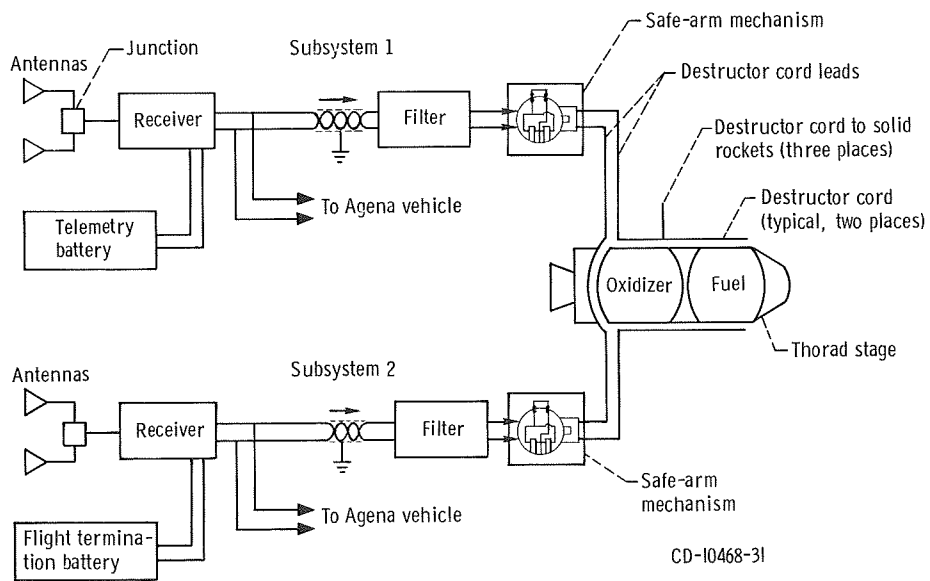 Safe-arm mechanism
Junction
Subsystem 1
Antennas
Destructor cord leads
Receiver
Filter
Destructor cord to solid
rockets (three places)
To Agena vehicle
Destructor cord
(typical, two places)
Telemetry
battery
Oxidizer
Fuel
Thorad stage
Antennas
Subsystem 2
Receiver
Filter
Safe-arm
mechanism
To Agena vehicle
Flight termina-
tion battery
CD-10468-31